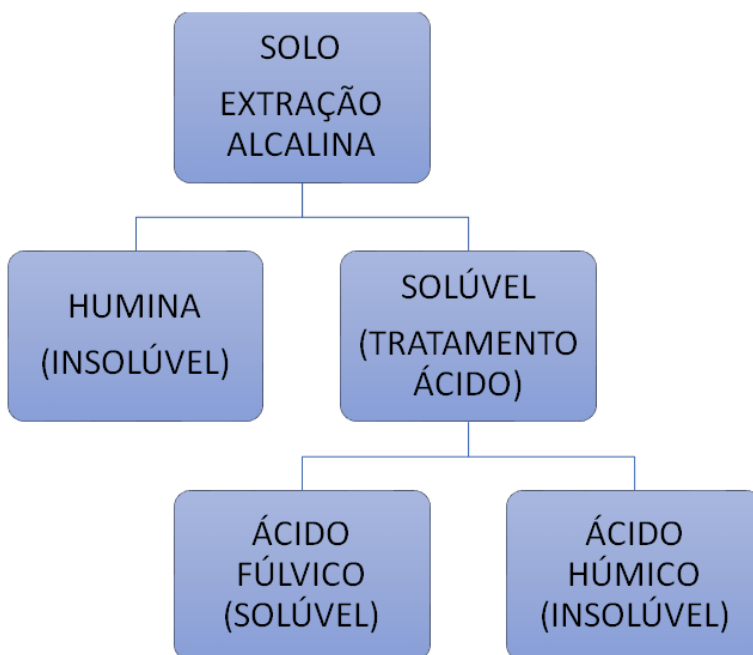 SOLO
EXTRAÇÃO
ALCALINA
HUMINA
(INSOLÚVEL)
SOLÚVEL
(TRATAMENTO
ÁCIDO)
ÁCIDO
FÚLVICO
(SOLÚVEL)
ÁCIDO
HÚMICO
(INSOLÚVEL)